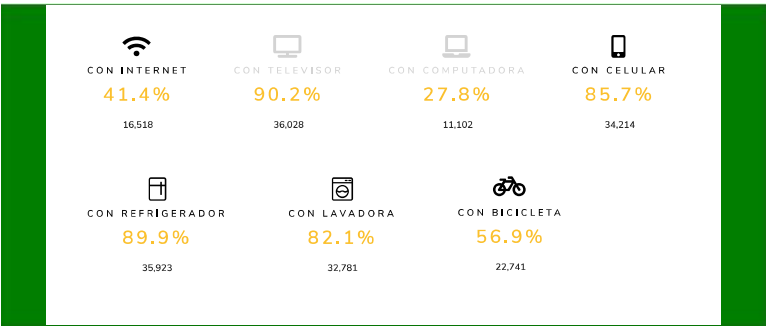 CON INTERNET CON TELEVISOR CON COMPUTADORA CON CELULAR
41.4% 90.2% 27.8% 85.7%
16,518 36,028 11,102 34,214
CON REFRIGERADOR CON LAVADORA CON BICICLETA
89.9% 82.1% 56.9%
35,923 32,781 22,741